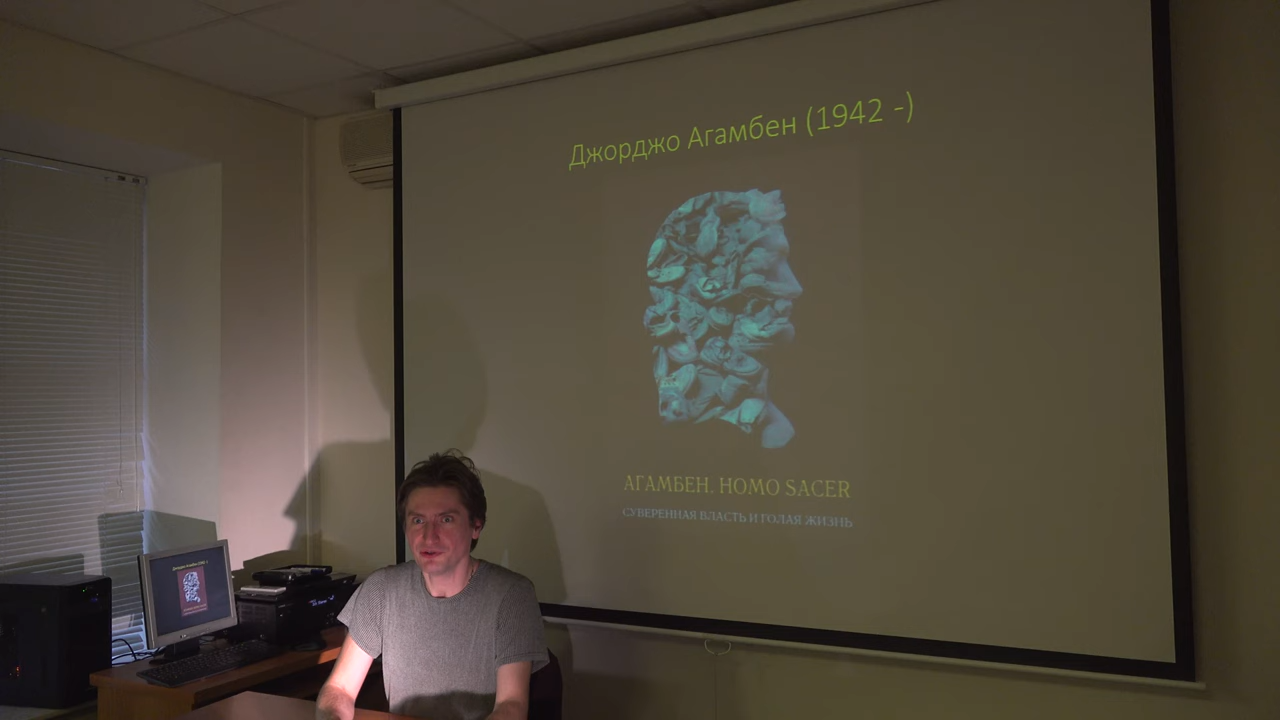 Джорджо Агамбен (1942 -)
АГАМБЕН. HOMO SACER
СУВЕРЕННАЯ ВЛАСТЬ И ГОЛАЯ ЖИЗНЬ